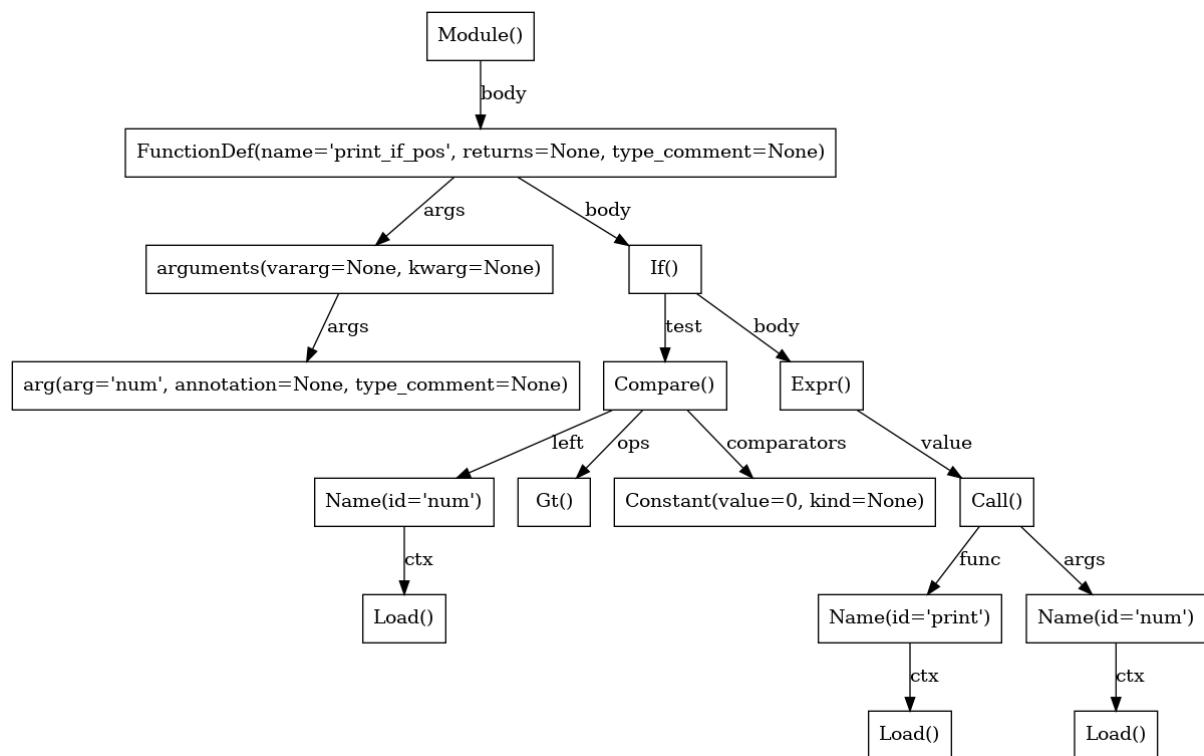 Module()
body
FunctionDef(name='print_if_pos', returns=None, type_comment=None)
args
body
arguments(vararg=None, kwarg=None)
If()
args
test
body
arg(arg='num', annotation=None, type_comment=None)
Compare()
Expr()
left
ops
comparators
value
Name(id='num')
Gt()
Constant(value=0, kind=None)
Call()
ctx
func
args
Load()
Name(id='print')
Name(id='num')
ctx
ctx
Load()
Load()